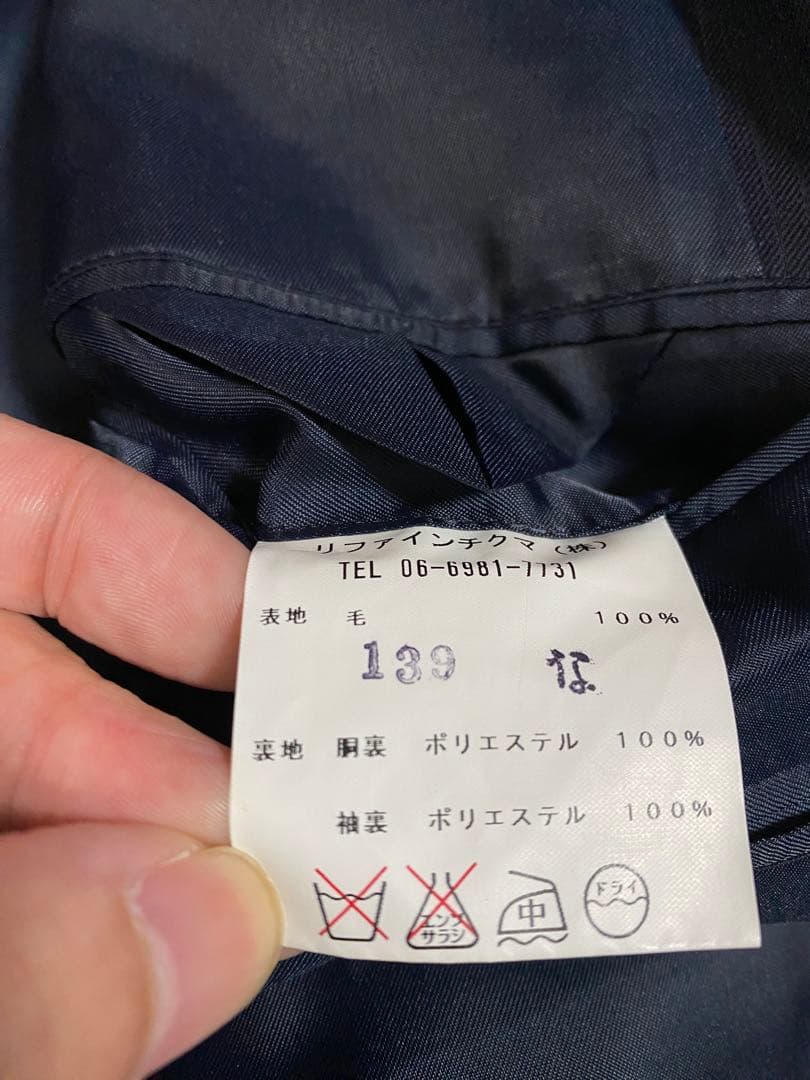 リファインチクマ(株)
TEL 06-6981-7731
表地 毛 100%
139 な
裏地 胴裏 ポリエステル 100%
袖裏 ポリエステル 100%
エンソ
サラシ
中
ドライ